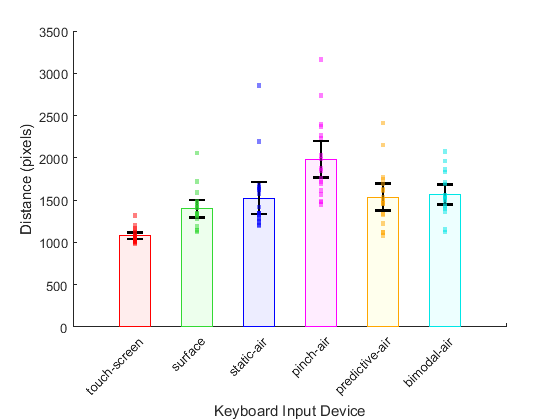 3500
3000
2500
2000
1500
1000
500
0
Distance (pixels)
touch-screen
surface
static-air
pinch-air
predictive-air
bimodal-air
Keyboard Input Device